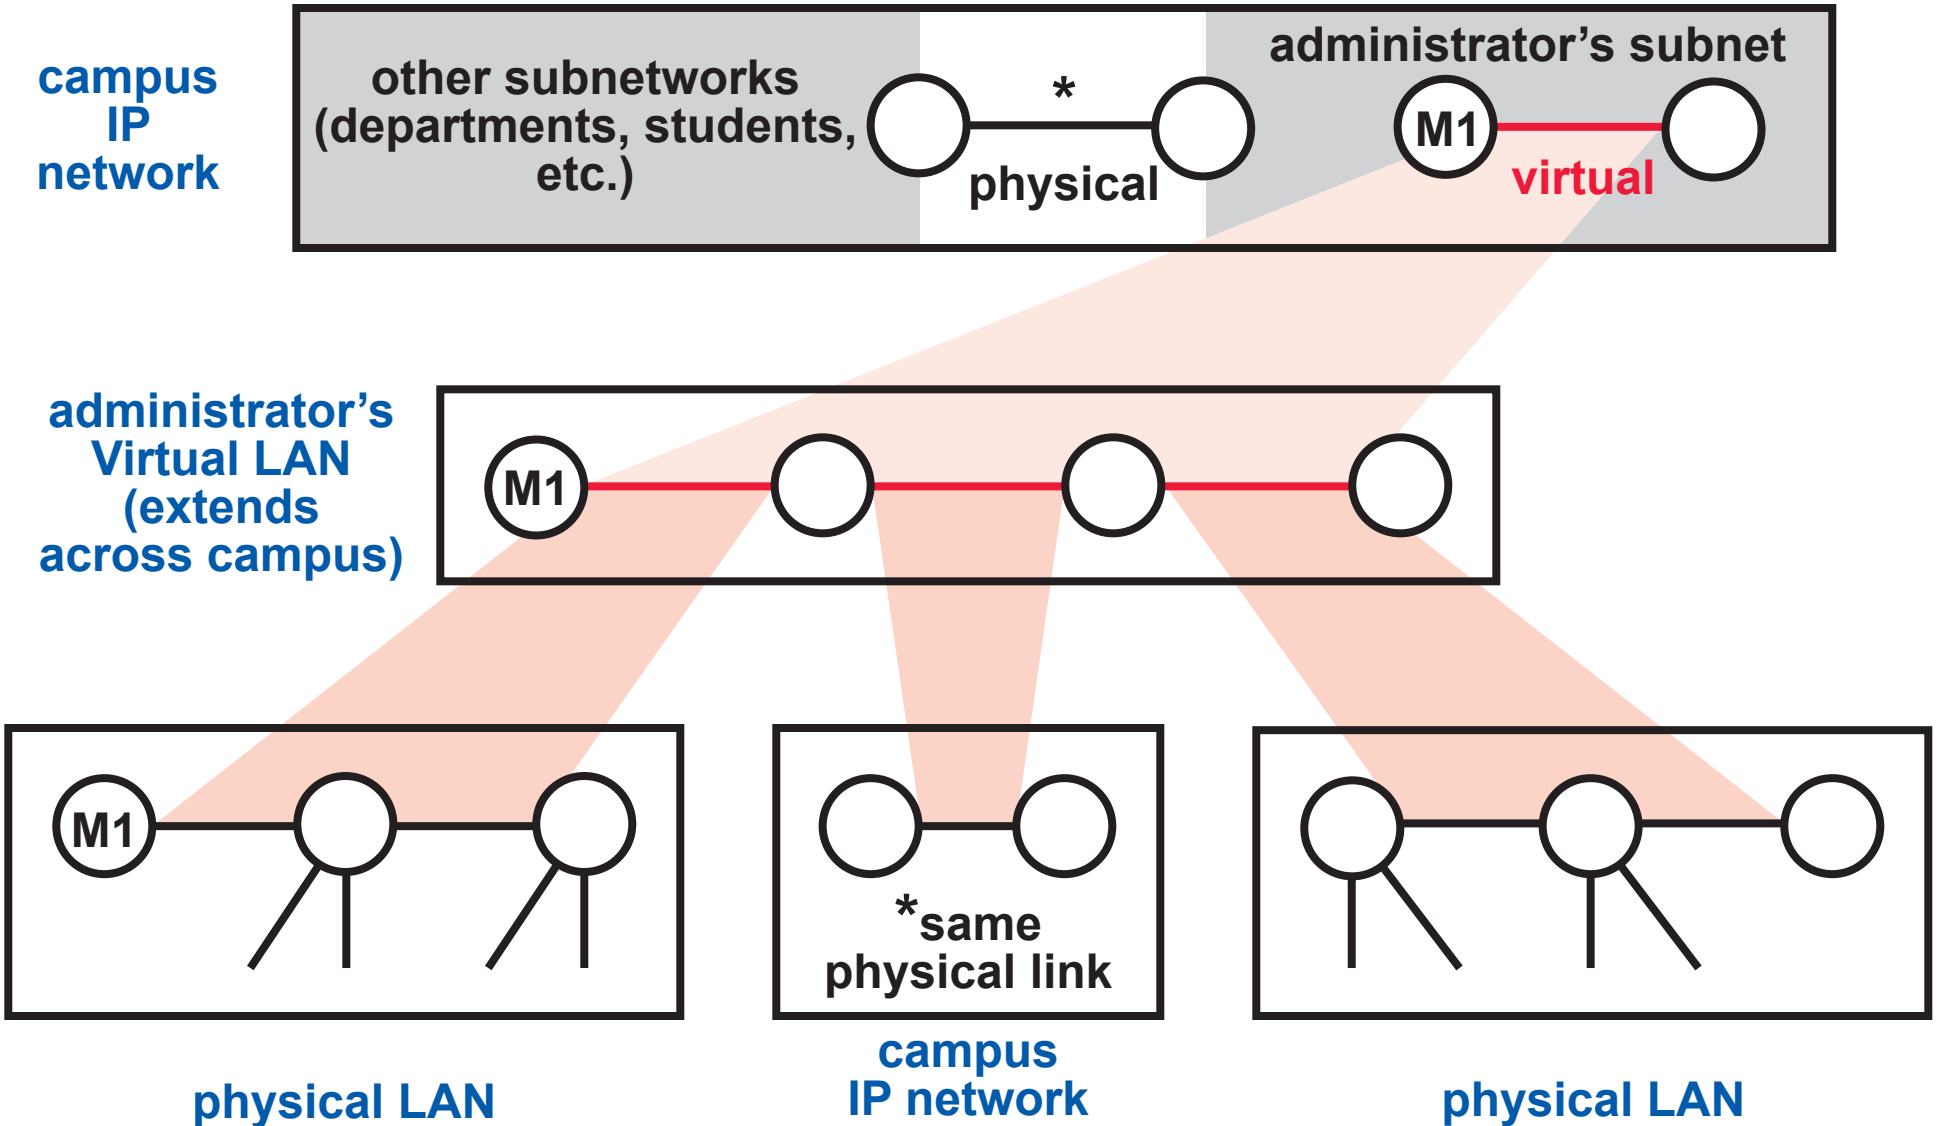 campus
IP
network
other subnetworks
(departments, students,
etc.)
*
physical
administrator’s subnet
M1
virtual
administrator’s
Virtual LAN
(extends
across campus)
M1
M1
*same
physical link
physical LAN
campus
IP network
physical LAN